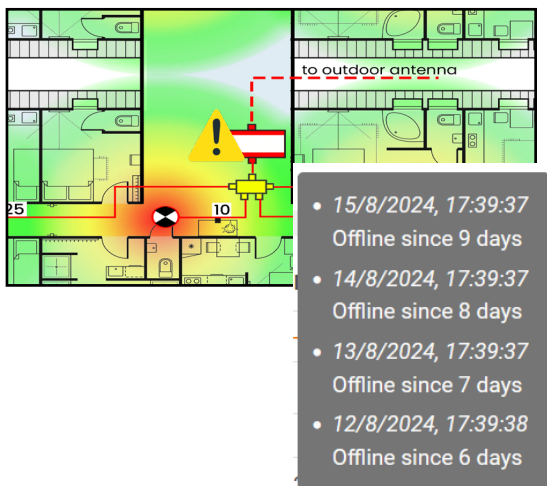 to outdoor antenna
25
10
15/8/2024, 17:39:37
Offline since 9 days
14/8/2024, 17:39:37
Offline since 8 days
13/8/2024, 17:39:37
Offline since 7 days
12/8/2024, 17:39:38
Offline since 6 days